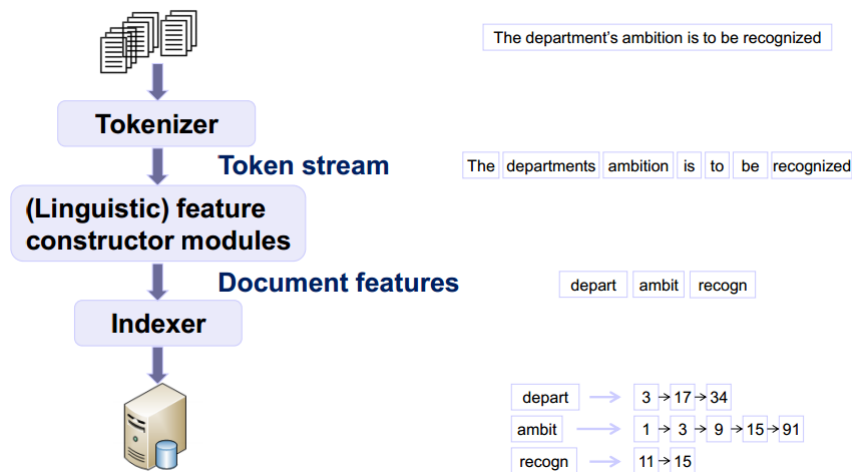 The department’s ambition is to be recognized
Tokenizer
Token stream
The departments ambition is to be recognized
(Linguistic) feature
constructor modules
Document features
depart ambit recogn
Indexer
depart → 3 → 17 → 34
ambit → 1 → 3 → 9 → 15 → 91
recogn → 11 → 15